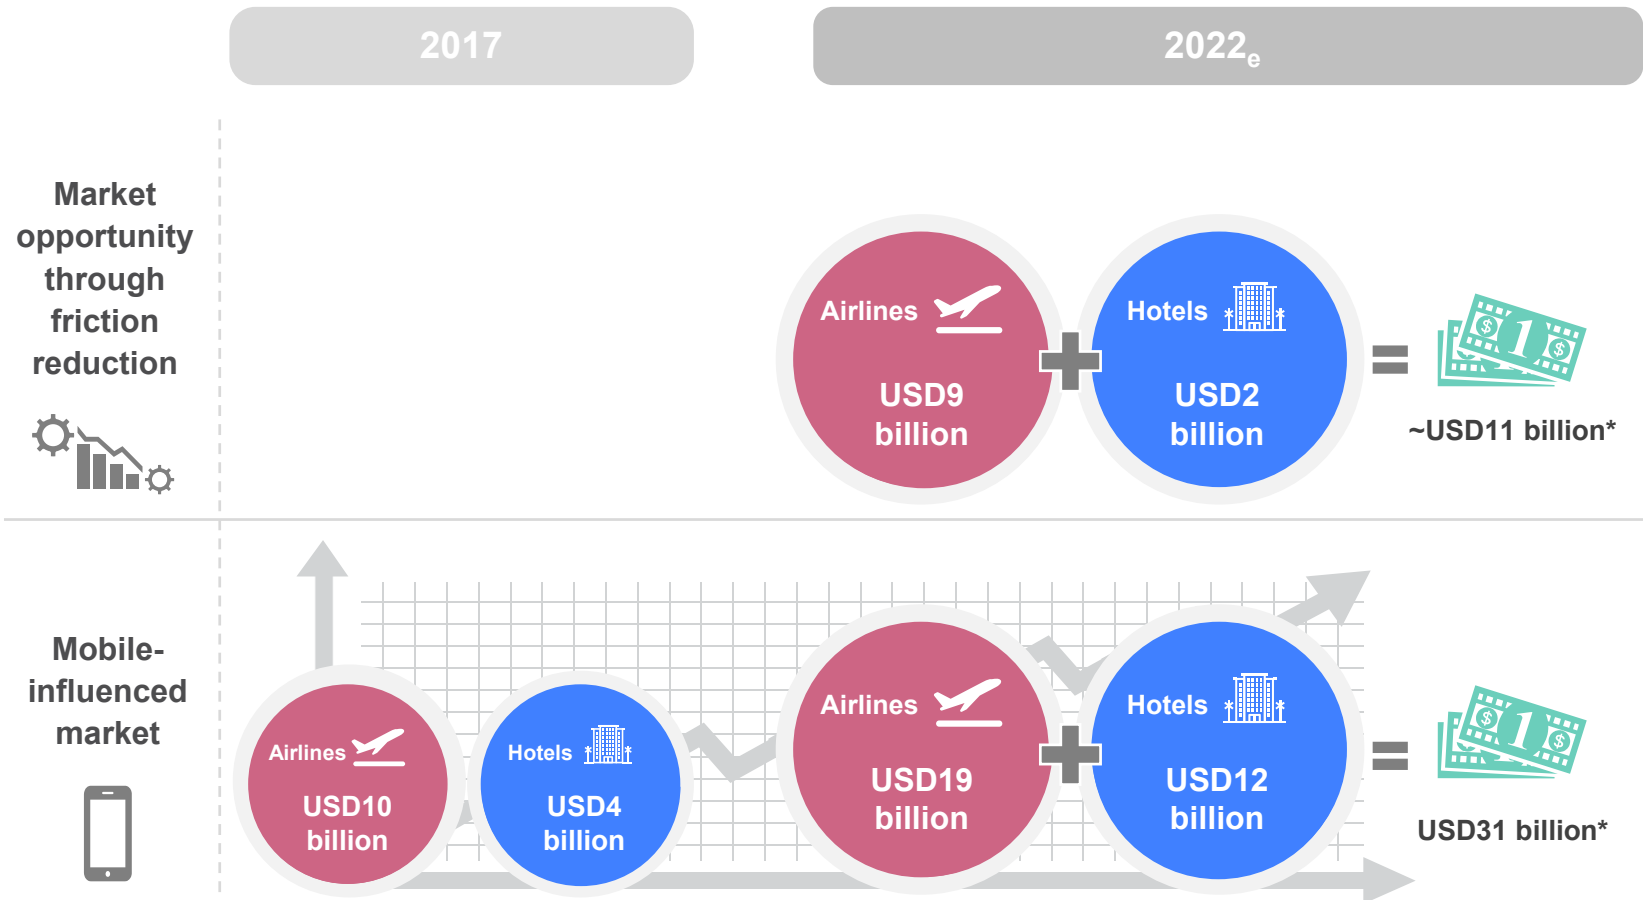 2017
2022e
Market
opportunity
through
friction
reduction
Airlines
USD9
billion
Hotels
USD2
billion
~USD11 billion*
Mobile-
influenced
market
Airlines
USD10
billion
Hotels
USD4
billion
Airlines
USD19
billion
Hotels
USD12
billion
USD31 billion*